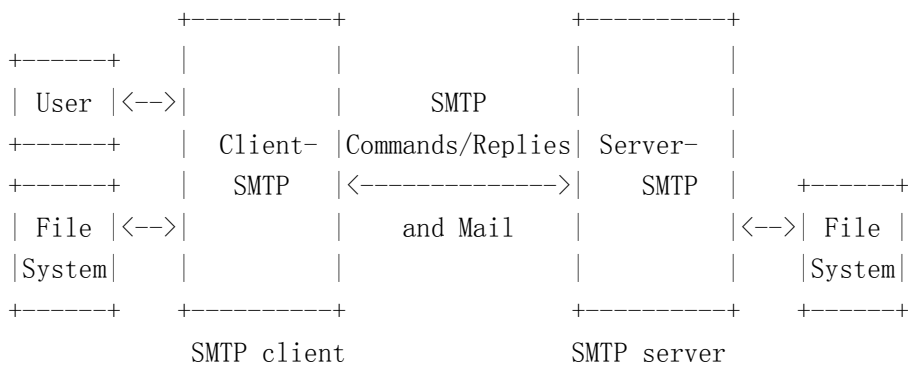 +----------+                +----------+
   +------+    |          |                |          |
   | User |<-->|          |      SMTP      |          |
   +------+    |  Client- |Commands/Replies| Server-  |
   +------+    |   SMTP   |<-------------->|    SMTP  |    +------+
   | File |<-->|          |    and Mail    |          |<-->| File |
   |System|    |          |                |          |    |System|
   +------+    +----------+                +----------+    +------+
                SMTP client                SMTP server